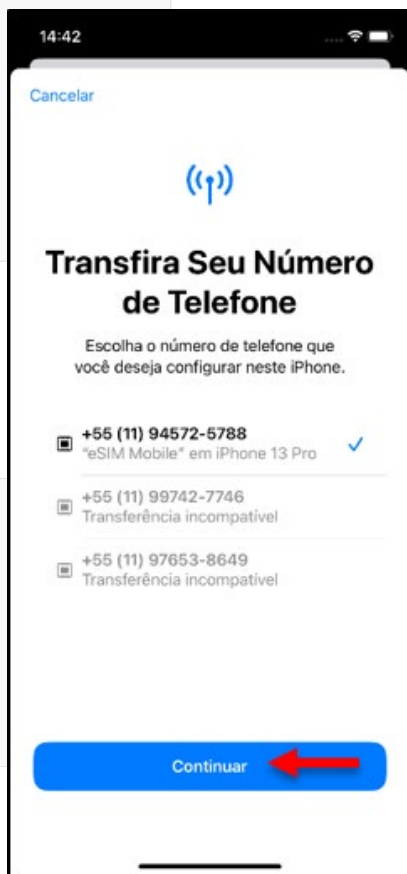 14:42
Cancelar
Transfira Seu Número
de Telefone
Escolha o número de telefone que
você deseja configurar neste iPhone.
+55 (11) 94572-5788
"eSIM Mobile" em iPhone 13 Pro
+55 (11) 99742-7746
Transferência incompatível
+55 (11) 97653-8649
Transferência incompatível
Continuar